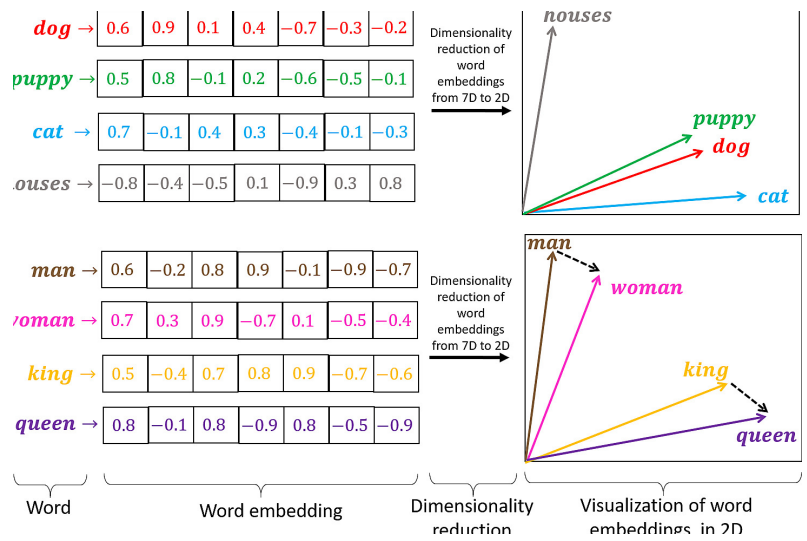 dog → 0.6 0.9 0.1 0.4 −0.7 −0.3 −0.2
puppy → 0.5 0.8 −0.1 0.2 −0.6 −0.5 −0.1
cat → 0.7 −0.1 0.4 0.3 −0.4 −0.1 −0.3
houses → −0.8 −0.4 −0.5 0.1 −0.9 0.3 0.8
Dimensionality
reduction of
word
embeddings
from 7D to 2D
houses
puppy
dog
cat
man → 0.6 −0.2 0.8 0.9 −0.1 −0.9 −0.7
woman → 0.7 0.3 0.9 −0.7 0.1 −0.5 −0.4
king → 0.5 −0.4 0.7 0.8 0.9 −0.7 −0.6
queen → 0.8 −0.1 0.8 −0.9 0.8 −0.5 −0.9
Dimensionality
reduction of
word
embeddings
from 7D to 2D
man
woman
king
queen
Word
Word embedding
Dimensionality
reduction
Visualization of word
embeddings in 2D